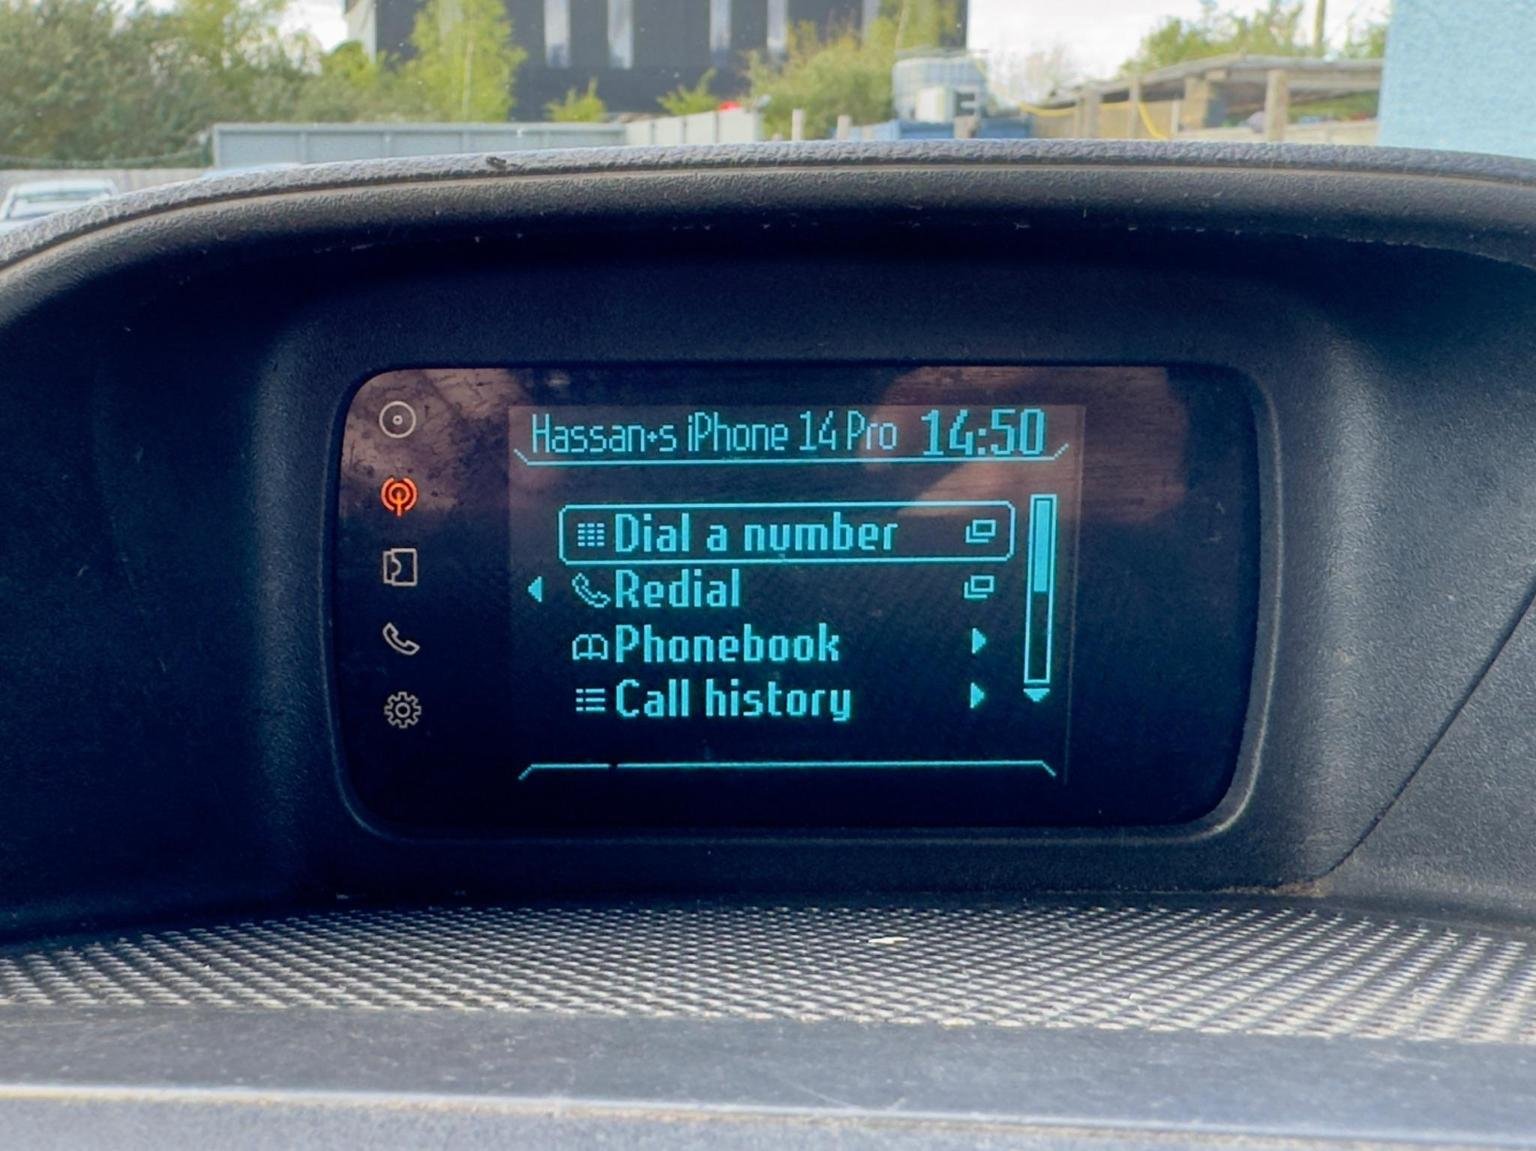 Hassan•s iPhone 14 Pro 14:50
Dial a number
Redial
Phonebook
Call history